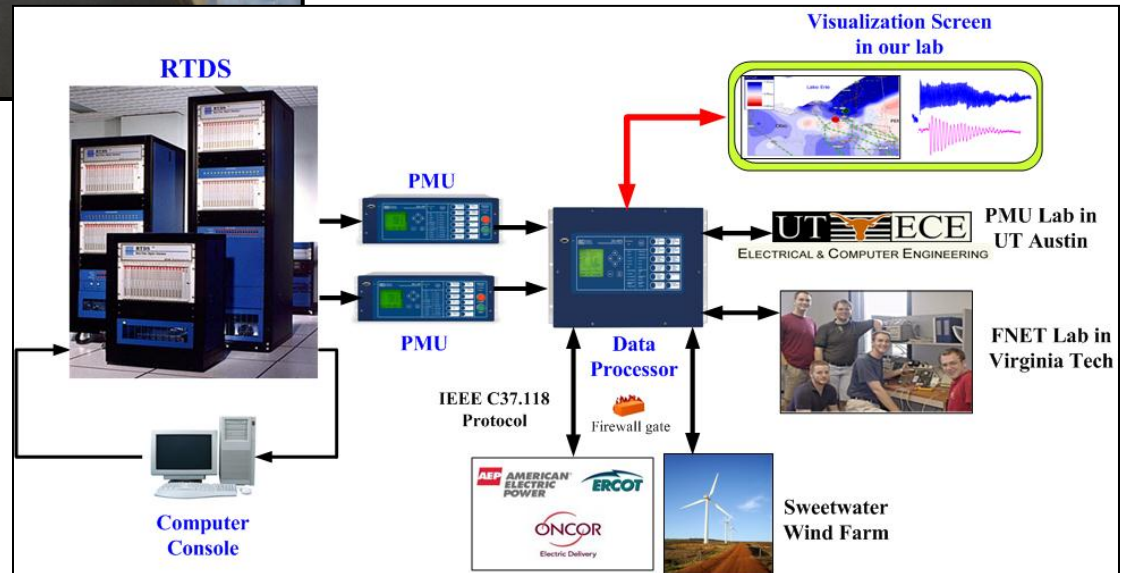 Visualization Screen
in our lab
RTDS
Lake Erie
PMU
PMU
UT ECE
ELECTRICAL & COMPUTER ENGINEERING
PMU Lab in
UT Austin
FNET Lab in
Virginia Tech
Data
Processor
IEEE C37.118
Protocol
Firewall gate
AEP AMERICAN
ELECTRIC
POWER
ERCOT
ONCOR
Electric Delivery
Sweetwater
Wind Farm
Computer
Console